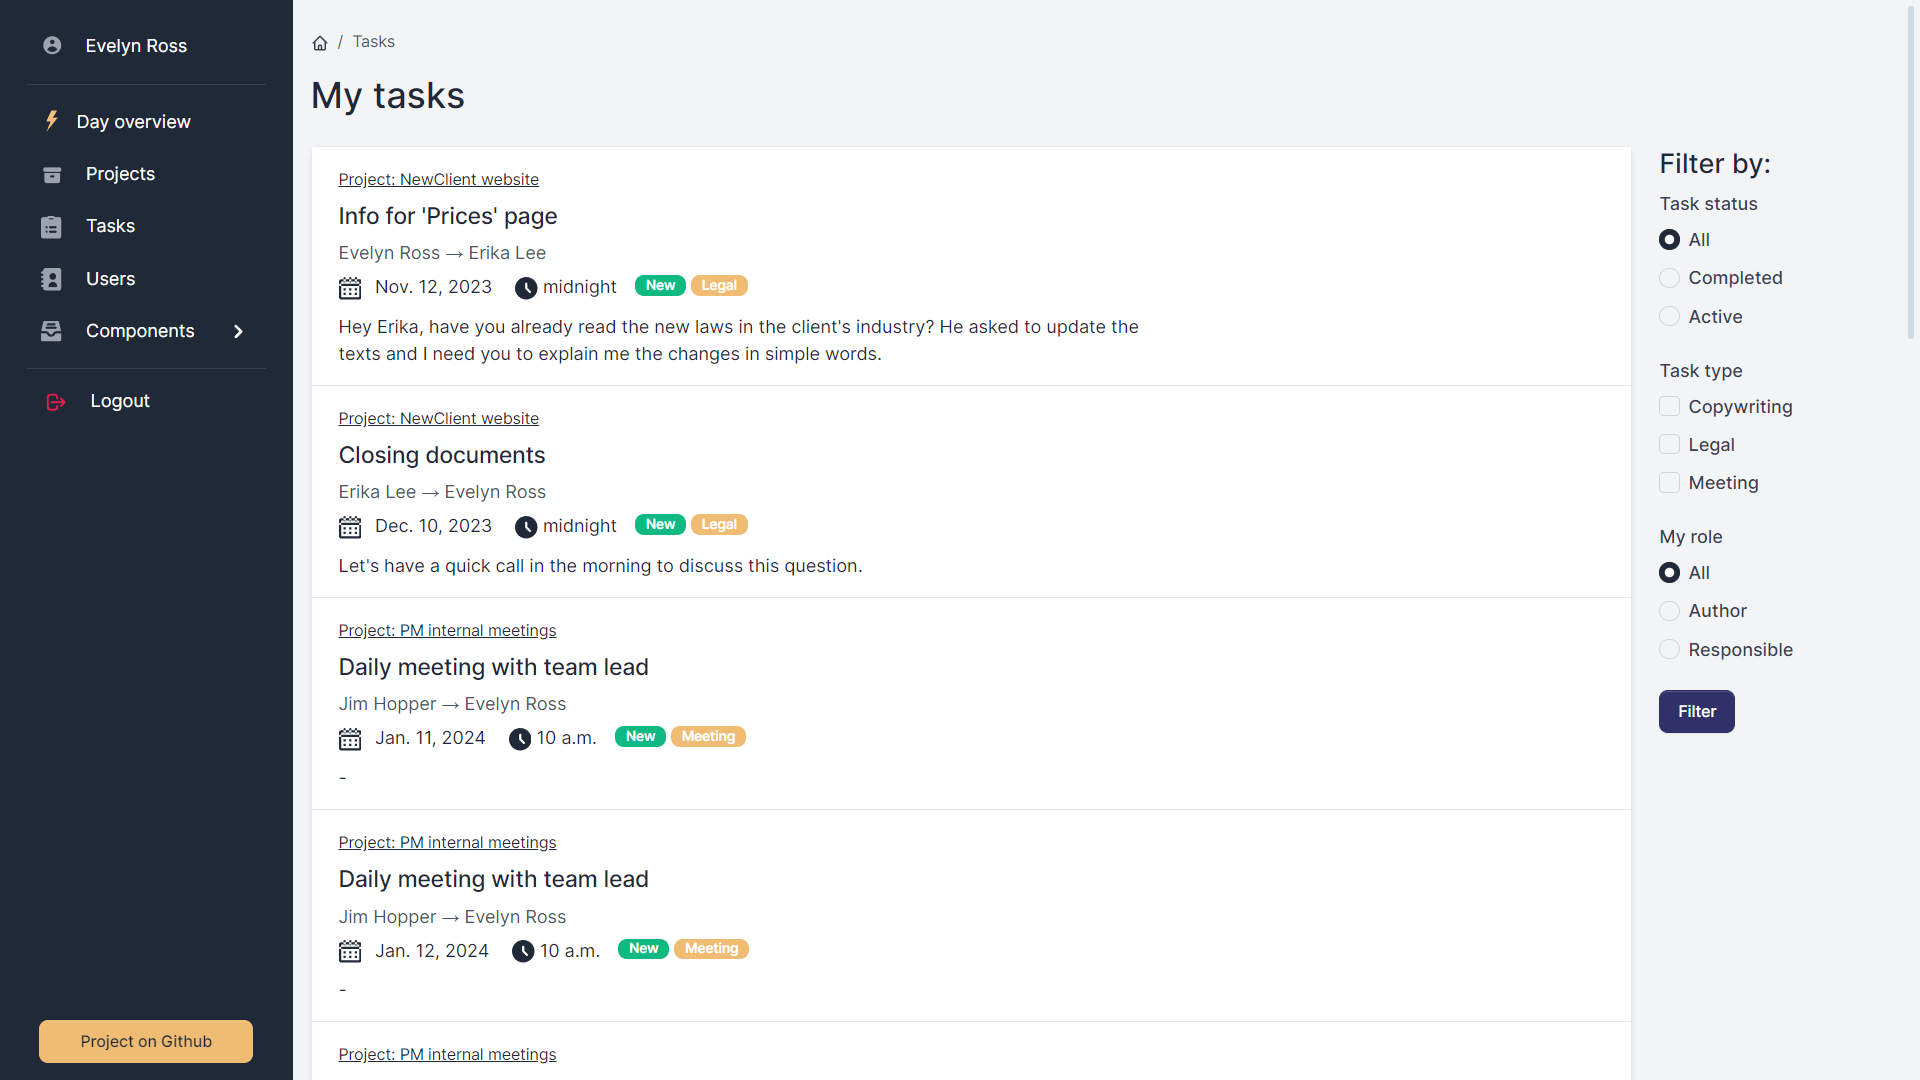 Evelyn Ross
Day overview
Projects
Tasks
Users
Components
Logout
Project on Github
/ Tasks
My tasks
Project: NewClient website
Info for 'Prices' page
Evelyn Ross → Erika Lee
Nov. 12, 2023 midnight New Legal
Hey Erika, have you already read the new laws in the client's industry? He asked to update the
texts and I need you to explain me the changes in simple words.
Project: NewClient website
Closing documents
Erika Lee → Evelyn Ross
Dec. 10, 2023 midnight New Legal
Let's have a quick call in the morning to discuss this question.
Project: PM internal meetings
Daily meeting with team lead
Jim Hopper → Evelyn Ross
Jan. 11, 2024 10 a.m. New Meeting
-
Project: PM internal meetings
Daily meeting with team lead
Jim Hopper → Evelyn Ross
Jan. 12, 2024 10 a.m. New Meeting
-
Project: PM internal meetings
Filter by:
Task status
All
Completed
Active
Task type
Copywriting
Legal
Meeting
My role
All
Author
Responsible
Filter